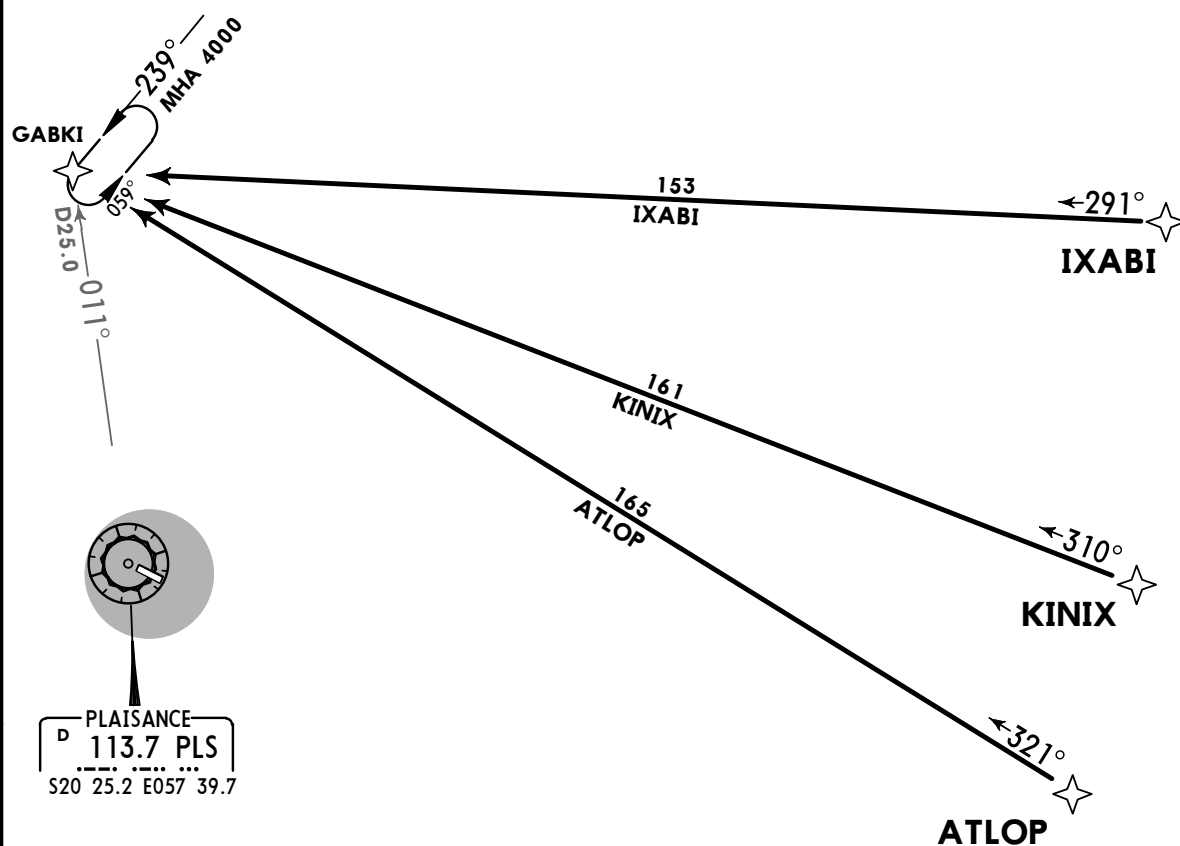 239°
MHA 4000
GABKI
059°
D25.0
011°
153
IXABI
291°
IXABI
161
KINIX
310°
KINIX
165
ATLOP
321°
ATLOP
PLAISANCE
D 113.7 PLS
S20 25.2 E057 39.7